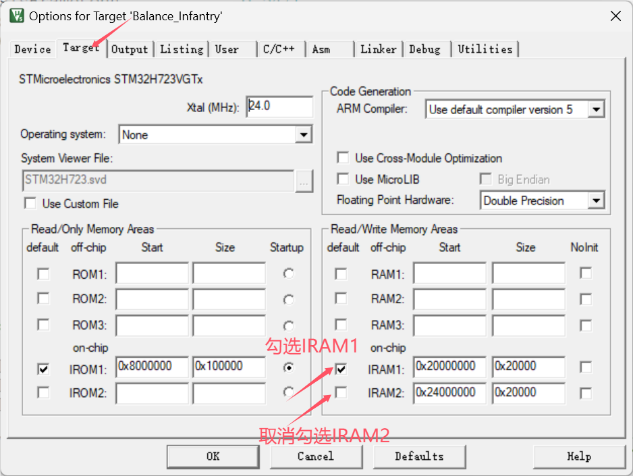 Options for Target 'Balance_Infantry'
Device Target Output Listing User C/C++ Asm Linker Debug Utilities
STMicroelectronics STM32H723VGTx
Xtal (MHz): 24.0
Operating system: None
System Viewer File:
STM32H723.svd
...
Use Custom File
Code Generation
ARM Compiler: Use default compiler version 5
Use Cross-Module Optimization
Use MicroLIB Big Endian
Floating Point Hardware: Double Precision
Read/Only Memory Areas
default off-chip Start Size Startup
ROM1:
ROM2:
ROM3:
on-chip
IROM1: 0x8000000 0x100000
IROM2:
Read/Write Memory Areas
default off-chip Start Size NoInit
RAM1:
RAM2:
RAM3:
on-chip
IRAM1: 0x20000000 0x20000
IRAM2: 0x24000000 0x20000
勾选IRAM1
取消勾选IRAM2
OK Cancel Defaults Help